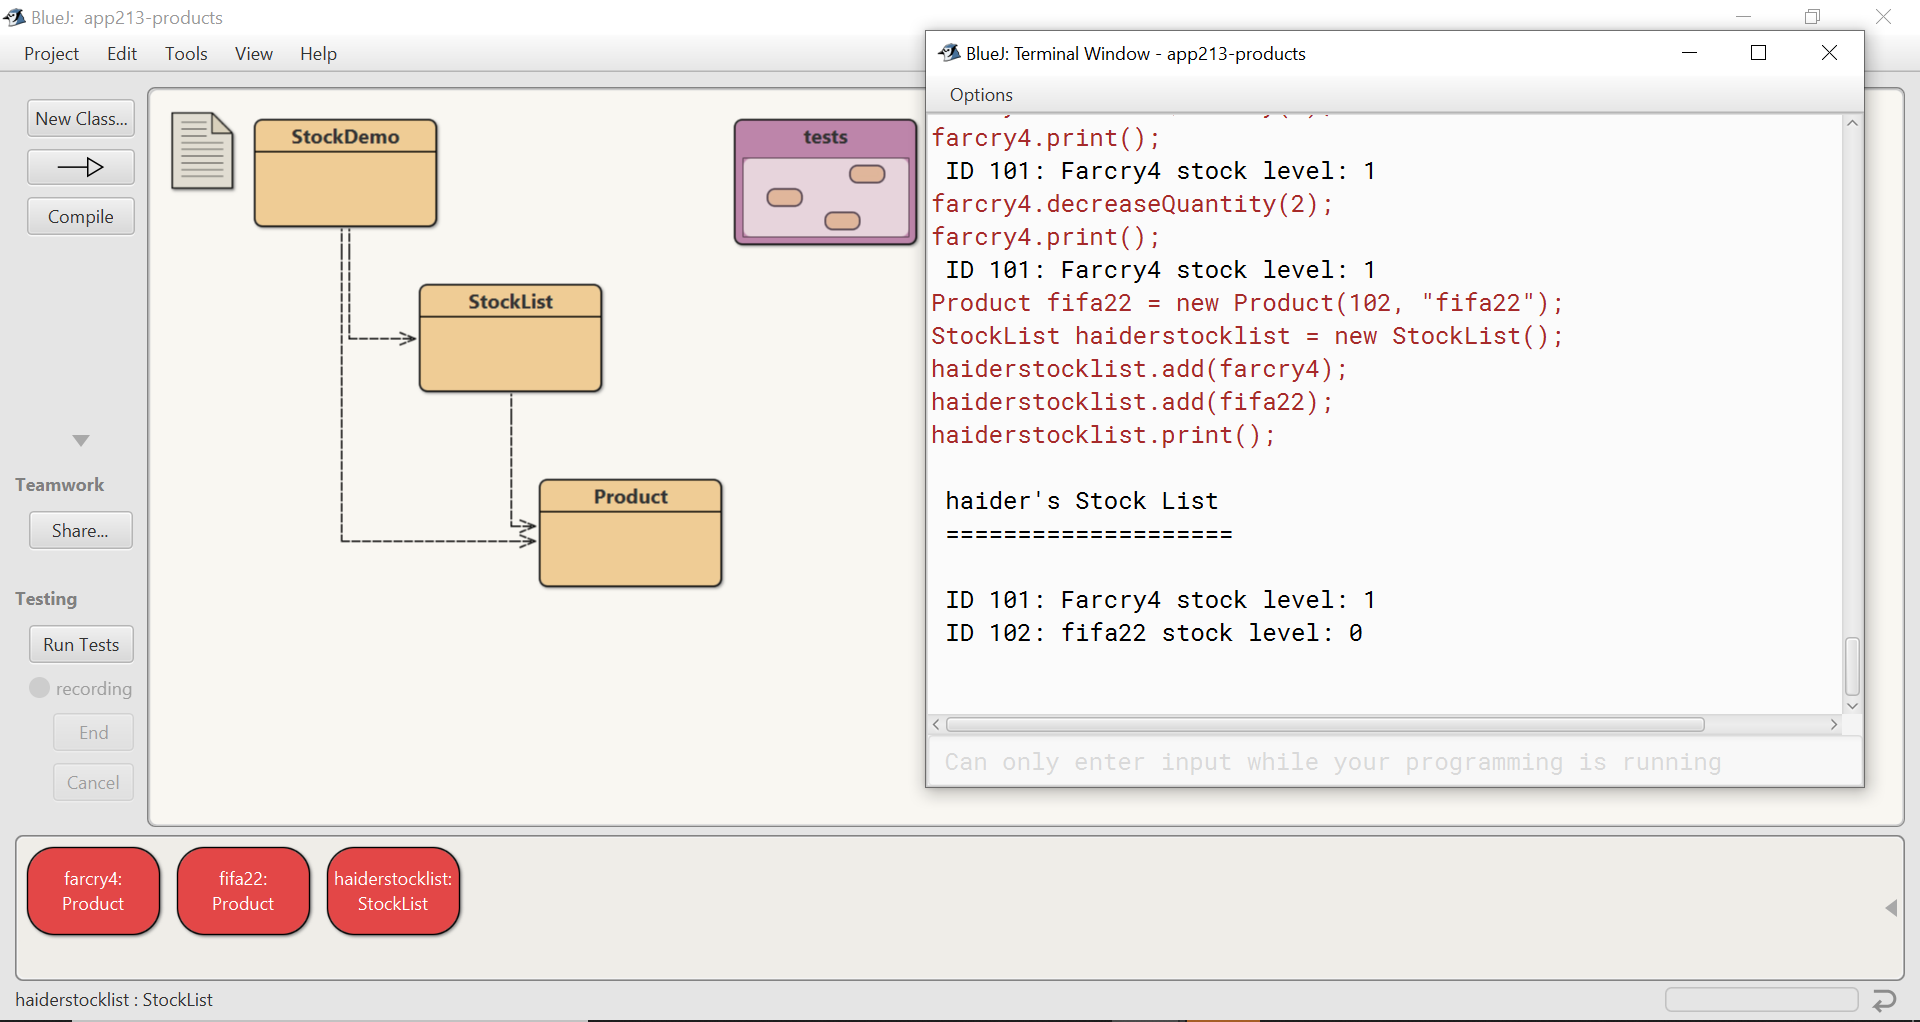 BlueJ: app213-products
Project Edit Tools View Help
New Class...
Compile
Teamwork
Share...
Testing
Run Tests
recording
End
Cancel
StockDemo
StockList
Product
tests
BlueJ: Terminal Window - app213-products
Options
farcry4.print();
ID 101: Farcry4 stock level: 1
farcry4.decreaseQuantity(2);
farcry4.print();
ID 101: Farcry4 stock level: 1
Product fifa22 = new Product(102, "fifa22");
StockList haiderstocklist = new StockList();
haiderstocklist.add(farcry4);
haiderstocklist.add(fifa22);
haiderstocklist.print();
haider's Stock List
====================
ID 101: Farcry4 stock level: 1
ID 102: fifa22 stock level: 0
Can only enter input while your programming is running
farcry4:
Product
fifa22:
Product
haiderstocklist:
StockList
haiderstocklist : StockList